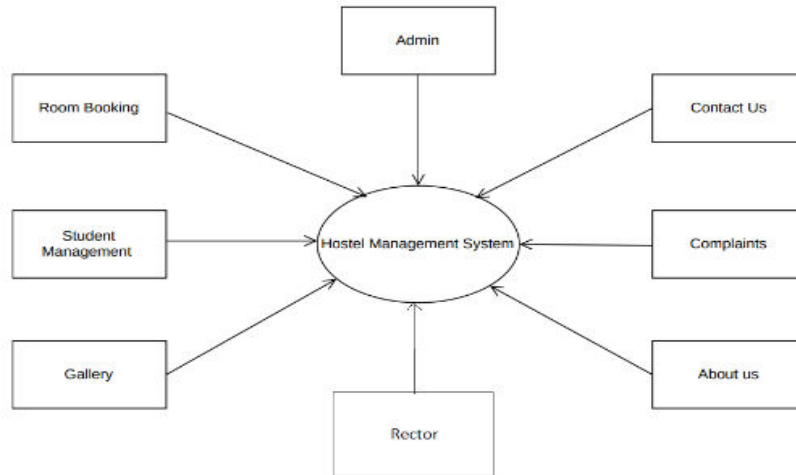 Admin
Room Booking
Contact Us
Student
Management
Hostel Management System
Complaints
Gallery
About us
Rector